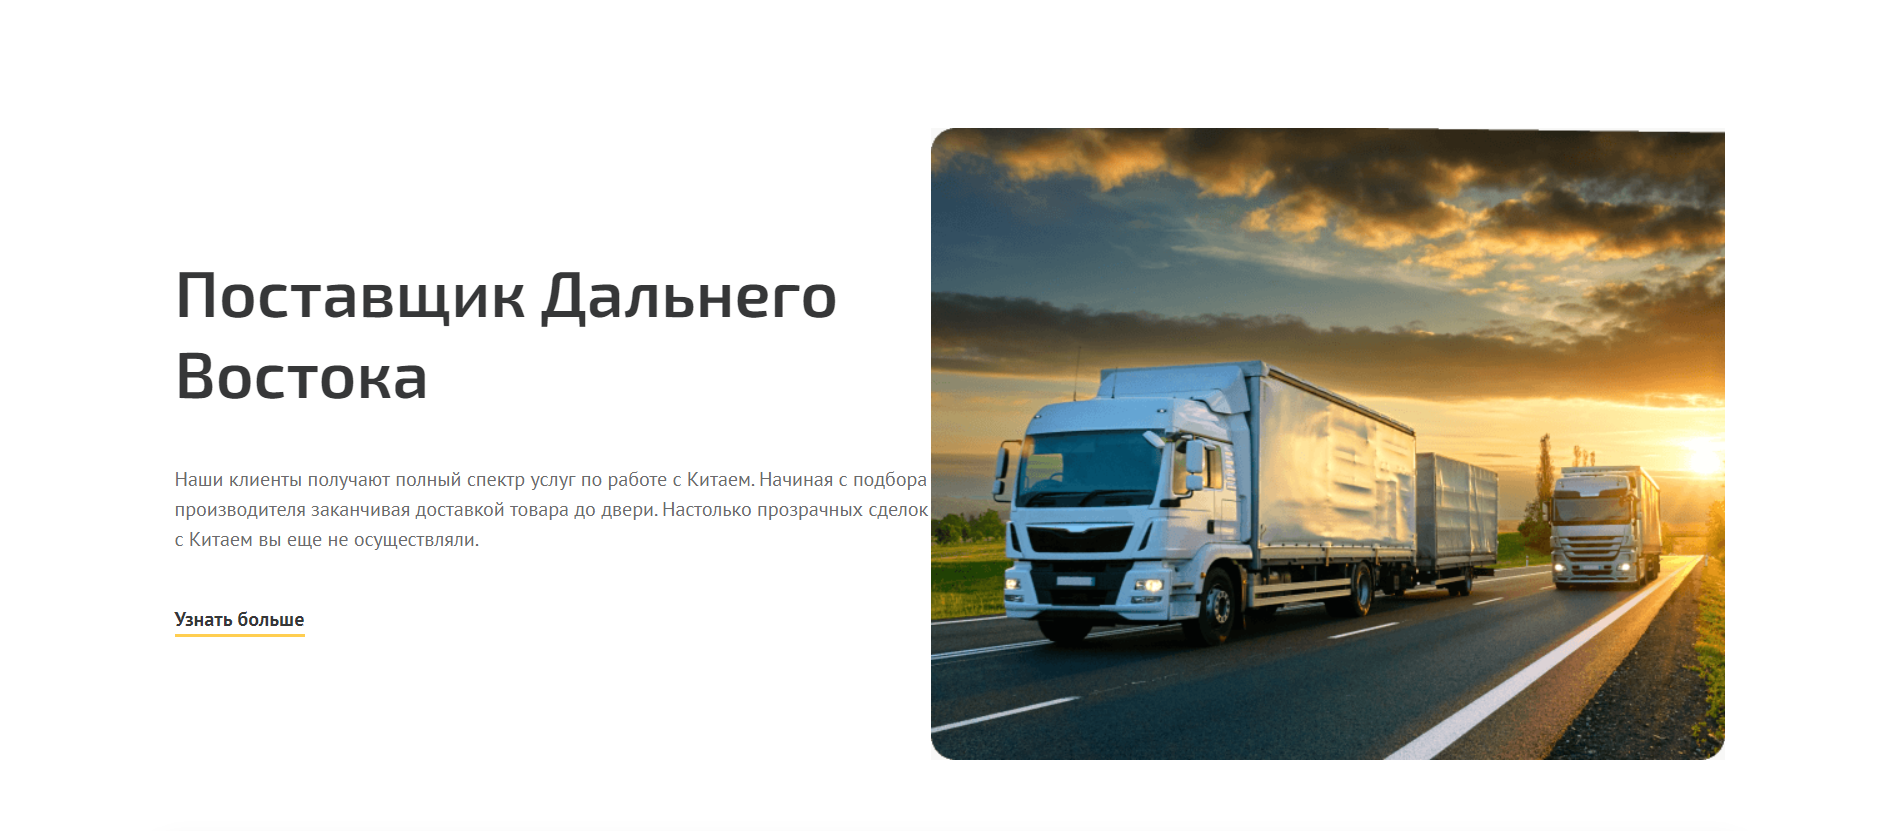 Поставщик Дальнего
Востока
Наши клиенты получают полный спектр услуг по работе с Китаем. Начиная с подбора
производителя заканчивая доставкой товара до двери. Настолько прозрачных сделок
с Китаем вы еще не осуществляли.
Узнать больше